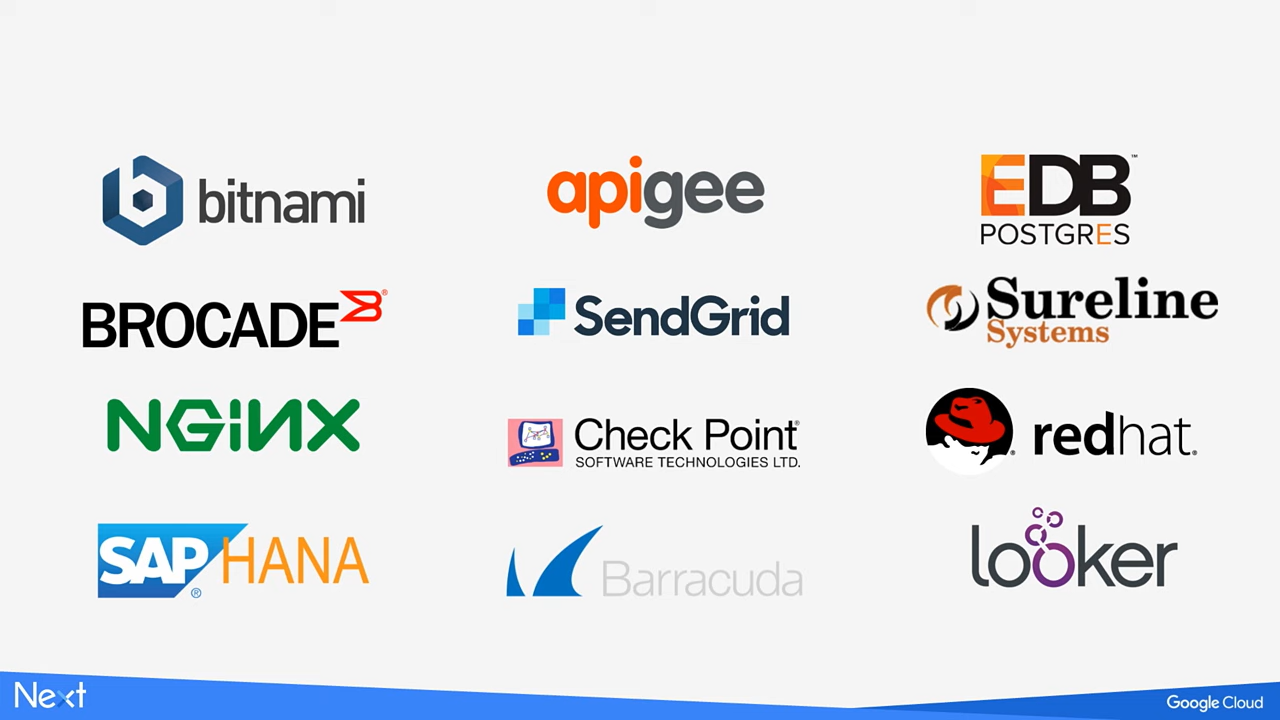 bitnami
apigee
EDB™
POSTGRES
BROCADE®
SendGrid
Sureline
Systems
NGiNX
Check Point®
SOFTWARE TECHNOLOGIES LTD.
redhat®
SAP® HANA
Barracuda
looker
Next
Google Cloud